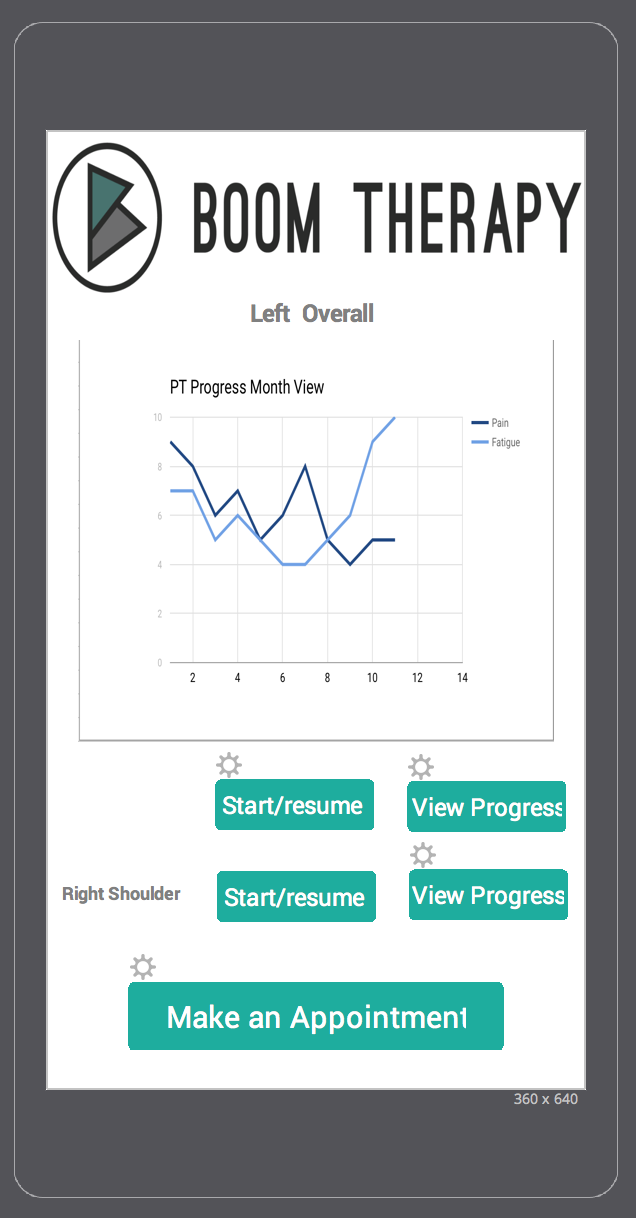 BOOM THERAPY
Left Overall
PT Progress Month View
10
8
6
4
2
0
2 4 6 8 10 12 14
Pain
Fatigue
Start/resume View Progress
Right Shoulder Start/resume View Progress
Make an Appointment
360 x 640